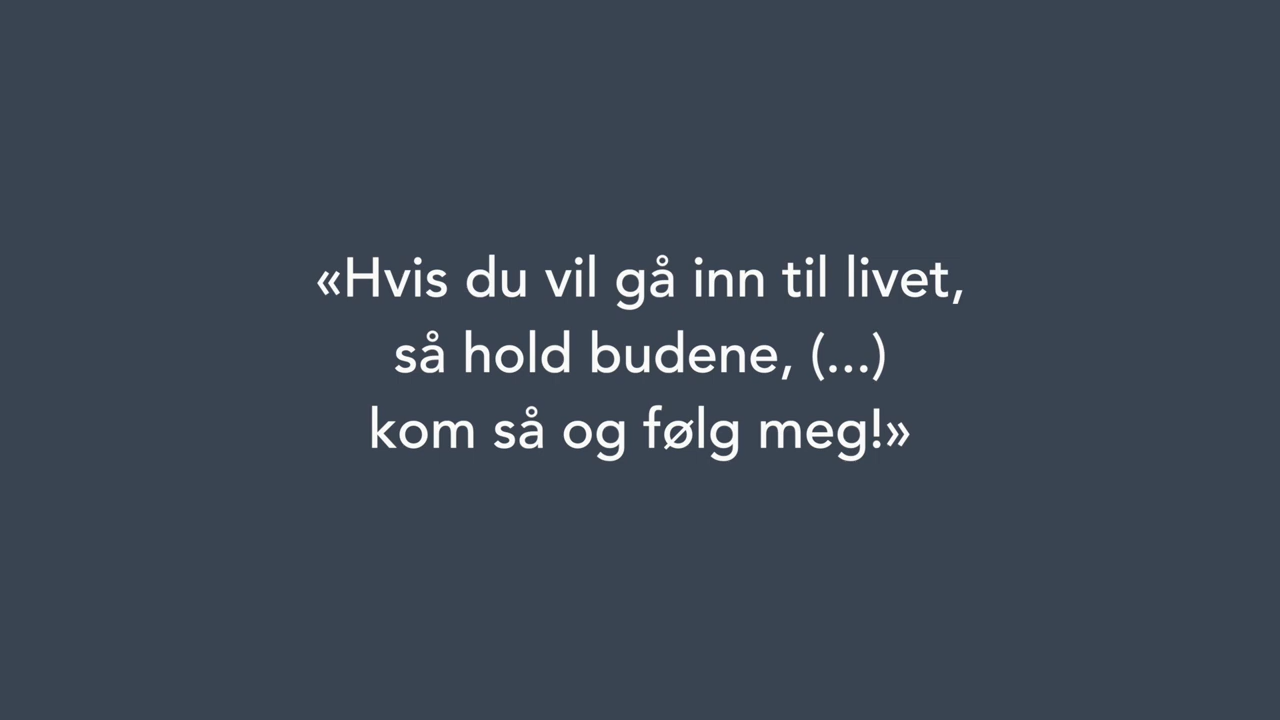 «Hvis du vil gå inn til livet,
så hold budene, (...)
kom så og følg meg!»